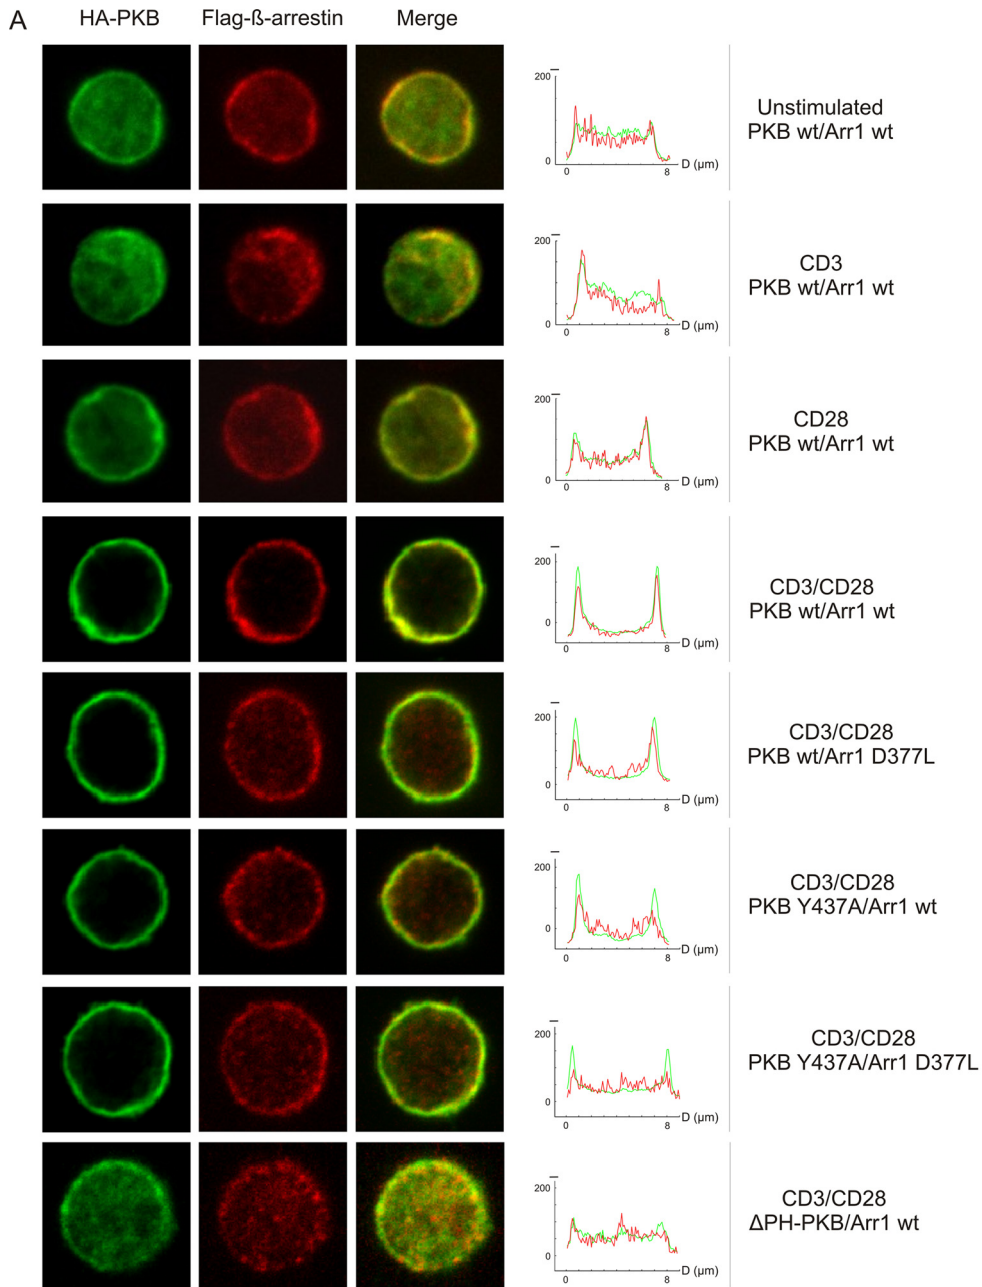 A
HA-PKB Flag-ß-arrestin Merge
200
0
0 8 D (µm)
Unstimulated
PKB wt/Arr1 wt
200
0
0 8 D (µm)
CD3
PKB wt/Arr1 wt
200
0
0 8 D (µm)
CD28
PKB wt/Arr1 wt
200
0
0 8 D (µm)
CD3/CD28
PKB wt/Arr1 wt
200
0
0 8 D (µm)
CD3/CD28
PKB wt/Arr1 D377L
200
0
0 8 D (µm)
CD3/CD28
PKB Y437A/Arr1 wt
200
0
0 8 D (µm)
CD3/CD28
PKB Y437A/Arr1 D377L
200
0
0 8 D (µm)
CD3/CD28
ΔPH-PKB/Arr1 wt